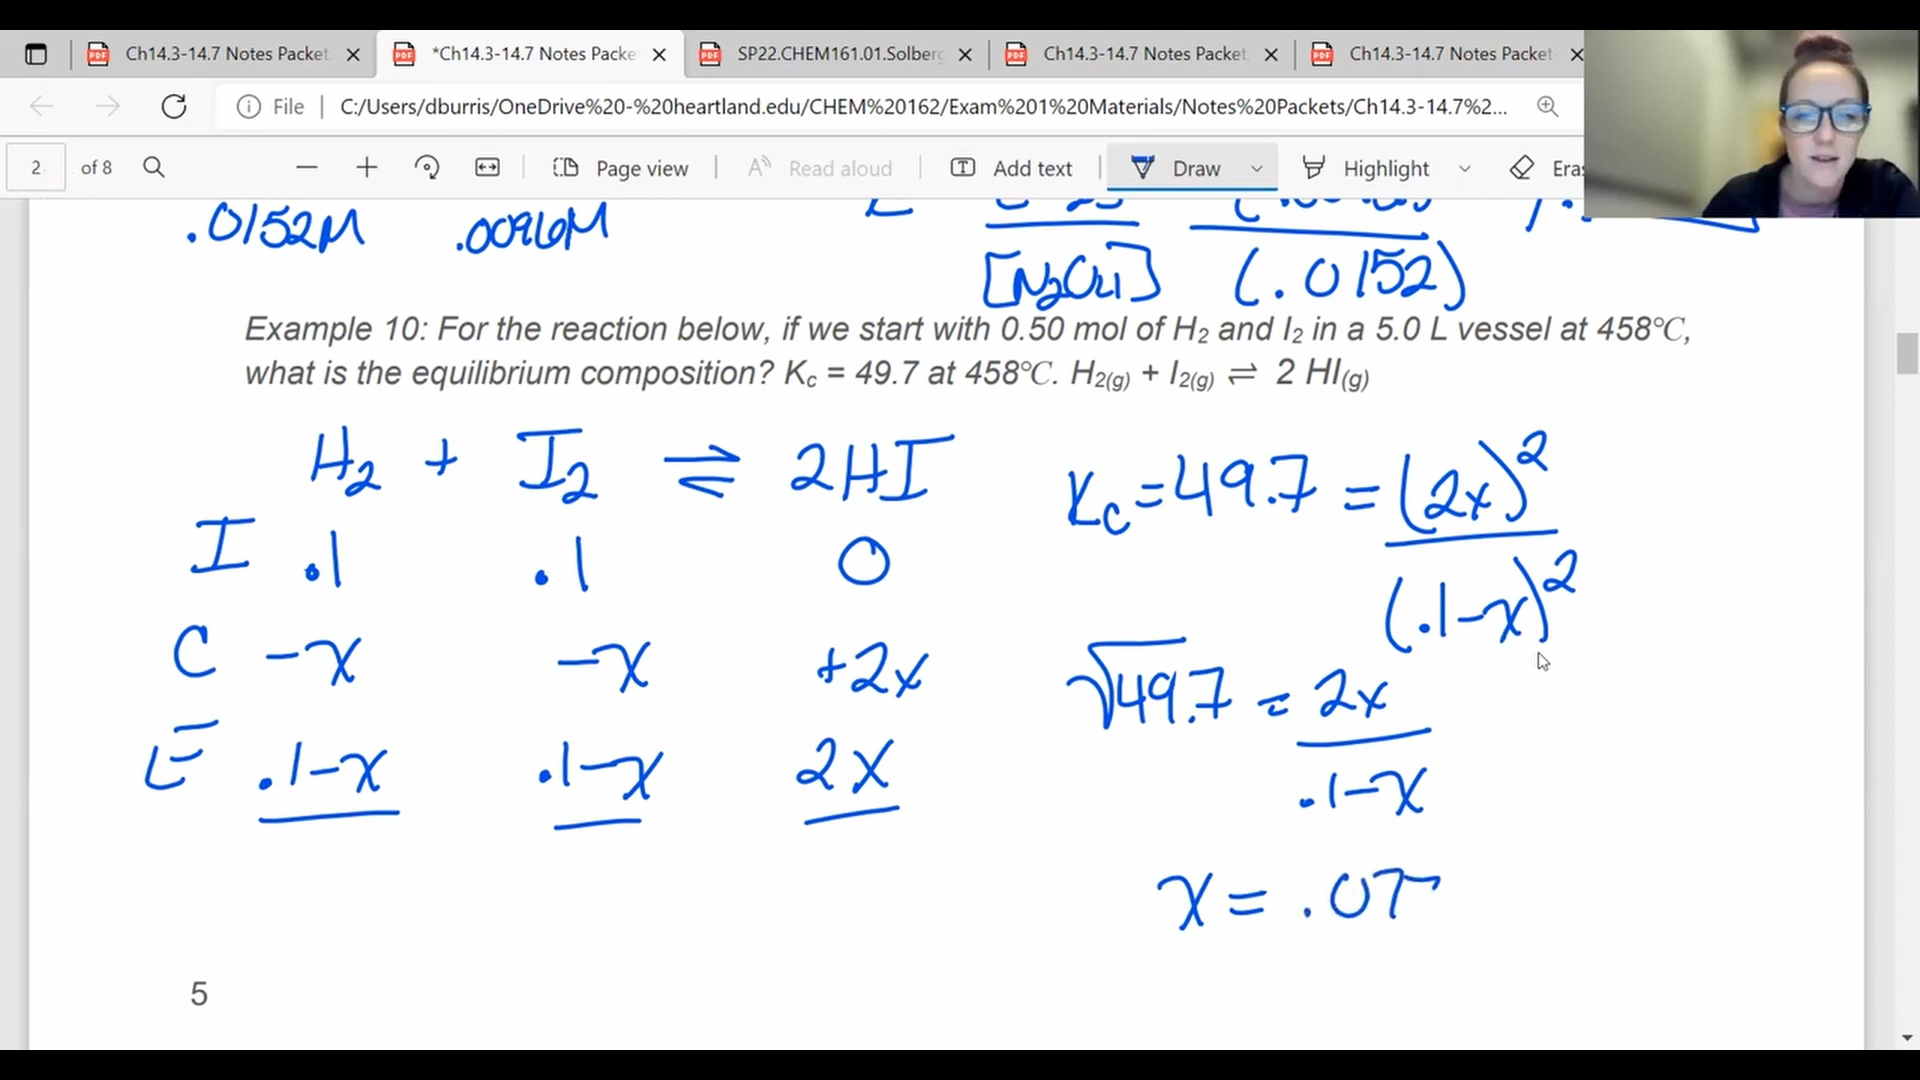 Ch14.3-14.7 Notes Packet
*Ch14.3-14.7 Notes Packe
SP22.CHEM161.01.Solberg
Ch14.3-14.7 Notes Packet
Ch14.3-14.7 Notes Packet
File
C:/Users/dburris/OneDrive%20-%20heartland.edu/CHEM%20162/Exam%201%20Materials/Notes%20Packets/Ch14.3-14.7%2...
2 of 8
Page view
Read aloud
Add text
Draw
Highlight
Eras
.0152M .0096M
[N2O4] (.0152)
Example 10: For the reaction below, if we start with 0.50 mol of H2 and I2 in a 5.0 L vessel at 458°C,
what is the equilibrium composition? Kc = 49.7 at 458°C. H2(g) + I2(g) ⇌ 2 HI(g)
H2 + I2 ⇌ 2HI
I .1 .1 0
C -x -x +2x
E .1-x .1-x 2x
Kc = 49.7 = (2x)²
(.1-x)²
√49.7 = 2x
.1-x
x = .07
5